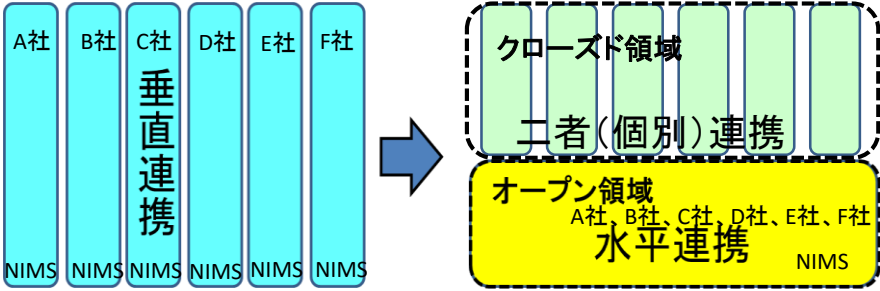 A社 B社 C社 D社 E社 F社
垂直連携
NIMS NIMS NIMS NIMS NIMS NIMS
クローズド領域
二者(個別)連携
オープン領域
A社、B社、C社、D社、E社、F社
水平連携
NIMS